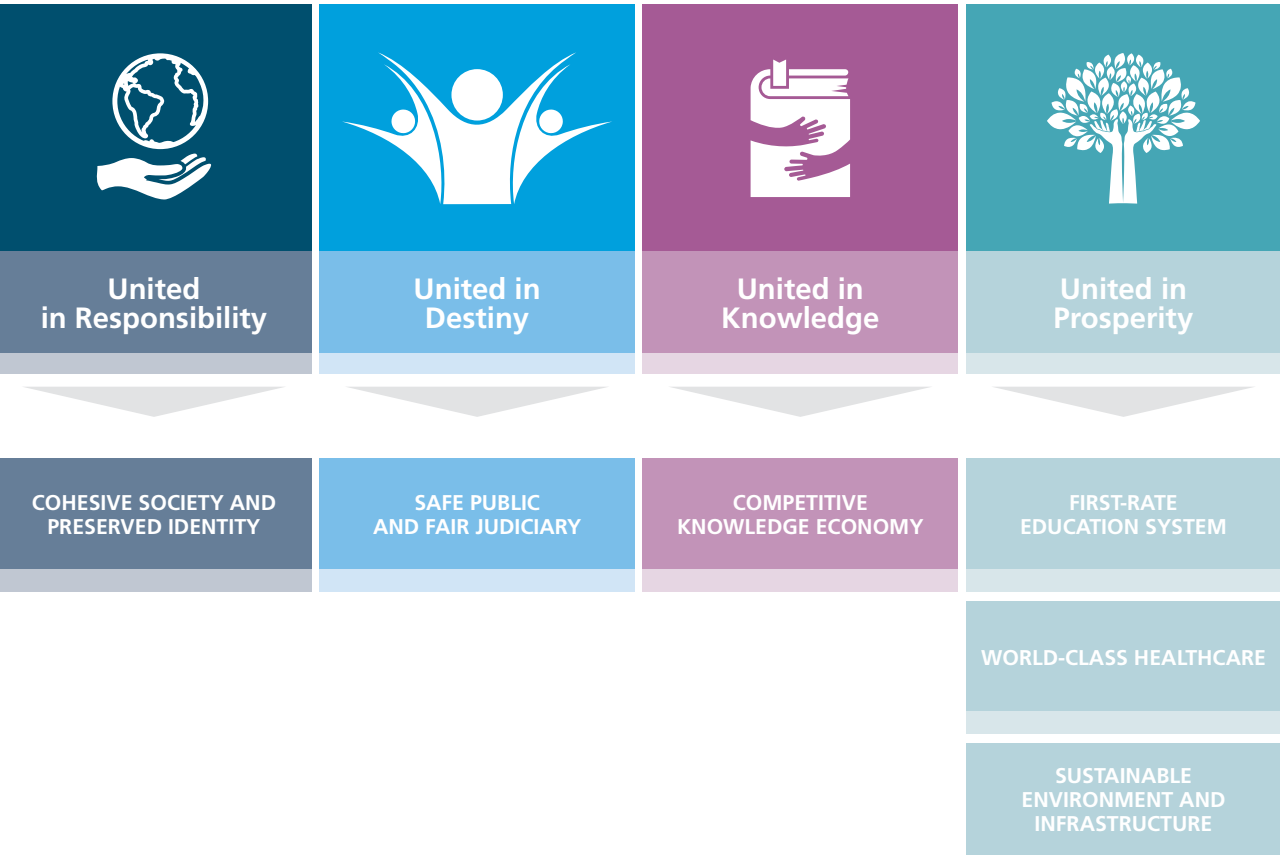 United
in Responsibility
United in
Destiny
United in
Knowledge
United in
Prosperity
COHESIVE SOCIETY AND
PRESERVED IDENTITY
SAFE PUBLIC
AND FAIR JUDICIARY
COMPETITIVE
KNOWLEDGE ECONOMY
FIRST-RATE
EDUCATION SYSTEM
WORLD-CLASS HEALTHCARE
SUSTAINABLE
ENVIRONMENT AND
INFRASTRUCTURE